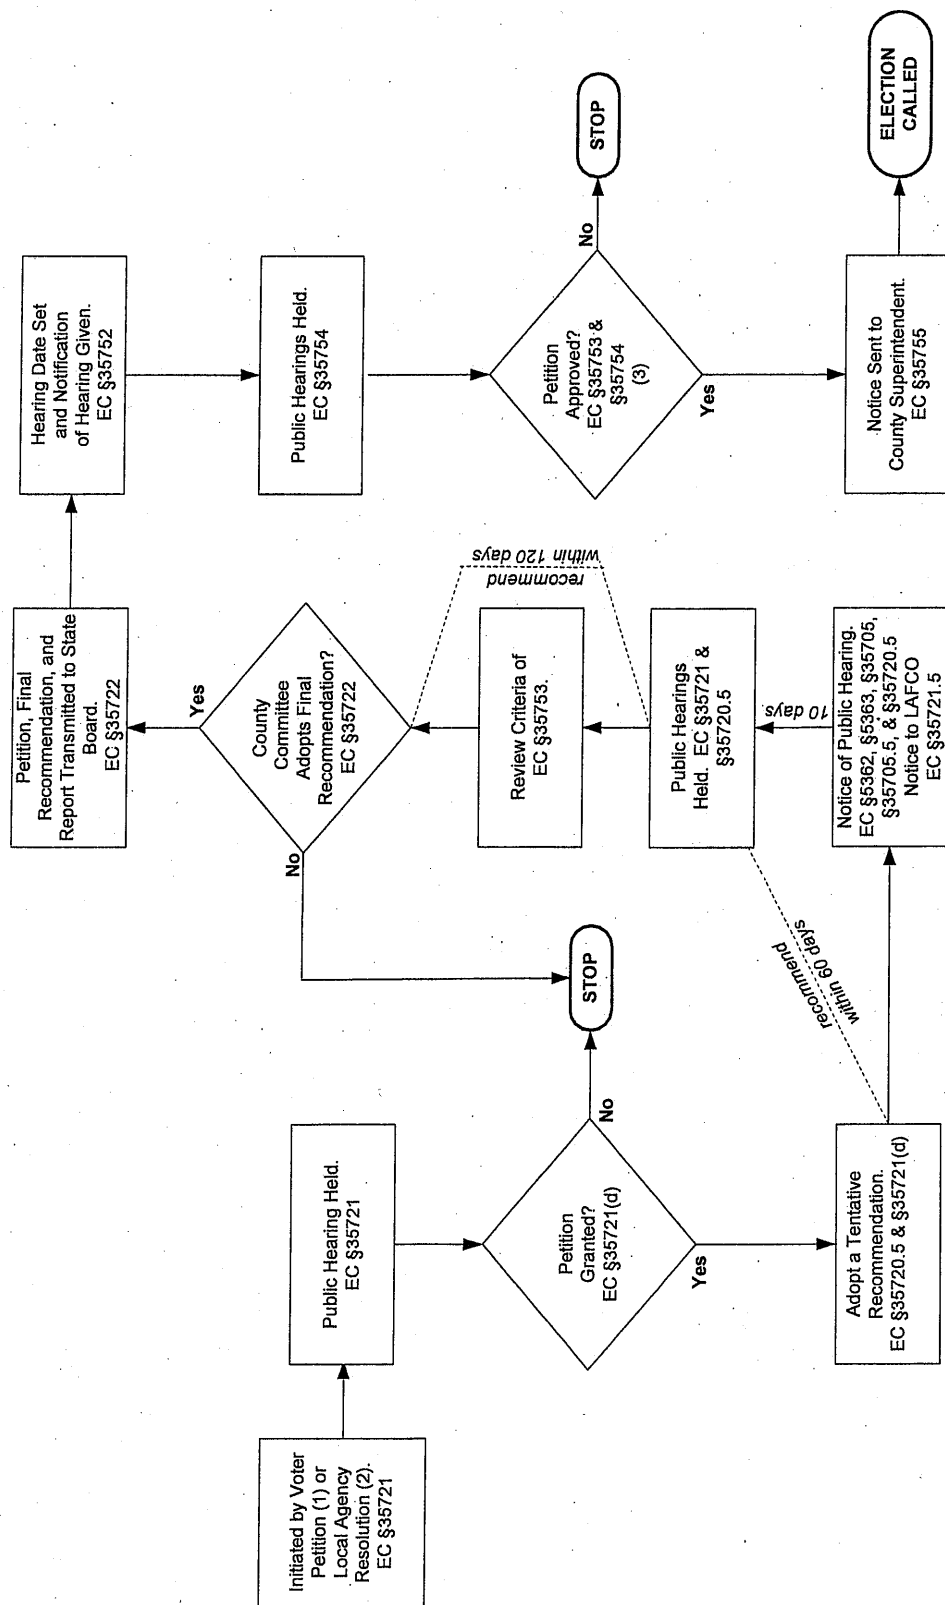 Initiated by Voter
Petition (1) or
Local Agency
Resolution (2).
EC §35721
Public Hearing Held.
EC §35721
Petition
Granted?
EC §35721(d)
No
Yes
STOP
Adopt a Tentative
Recommendation.
EC §35720.5 & §35721(d)
recommend
within 60 days
Notice of Public Hearing.
EC §5362, §5363, §35705,
§35705.5, & §35720.5
Notice to LAFCO
EC §35721.5
10 days
Public Hearings
Held. EC §35721 &
§35720.5
Review Criteria of
EC §35753.
recommend
within 120 days
County
Committee
Adopts Final
Recommendation?
EC §35722
No
Yes
Petition, Final
Recommendation, and
Report Transmitted to State
Board.
EC §35722
Hearing Date Set
and Notification
of Hearing Given.
EC §35752
Public Hearings Held.
EC §35754
Petition
Approved?
EC §35753 &
§35754
(3)
No
STOP
Yes
Notice Sent to
County Superintendent.
EC §35755
ELECTION
CALLED